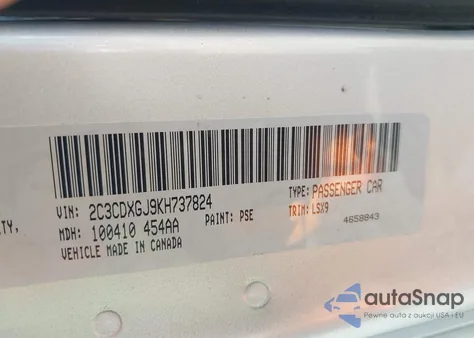 ITY,
VIN: 2C3CDXGJ9KH737824
TYPE: PASSENGER CAR
MDH: 100410 454AA
PAINT: PSE
TRIM: LSX9
VEHICLE MADE IN CANADA
4658843
autoSnap
Pewne auta z aukcji USA i EU